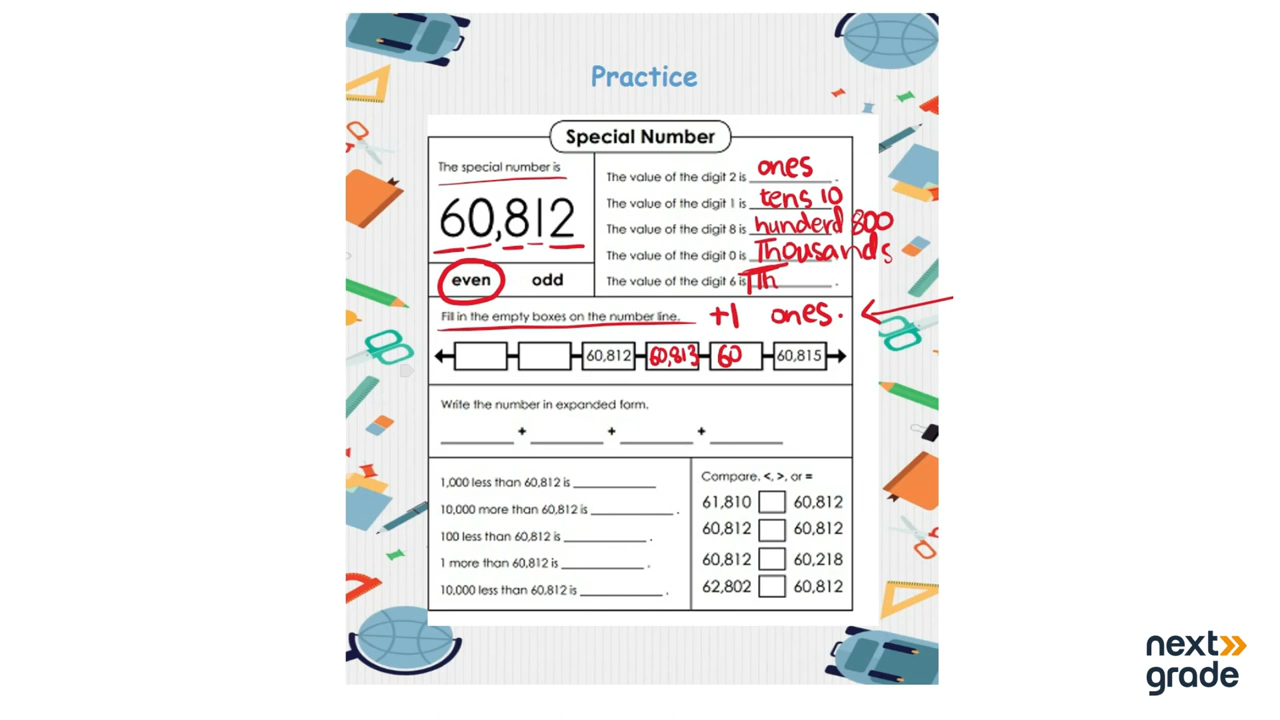 Practice
Special Number
The special number is
60,812
even odd
The value of the digit 2 is ones .
The value of the digit 1 is tens 10
The value of the digit 8 is hunderd 800
The value of the digit 0 is Thousands
The value of the digit 6 is TTh .
Fill in the empty boxes on the number line. +1 ones.
60,812 60,813 60 60,815
Write the number in expanded form.
+ + +
1,000 less than 60,812 is
10,000 more than 60,812 is .
100 less than 60,812 is .
1 more than 60,812 is .
10,000 less than 60,812 is .
Compare, <, >, or =
61,810 60,812
60,812 60,812
60,812 60,218
62,802 60,812
next
grade